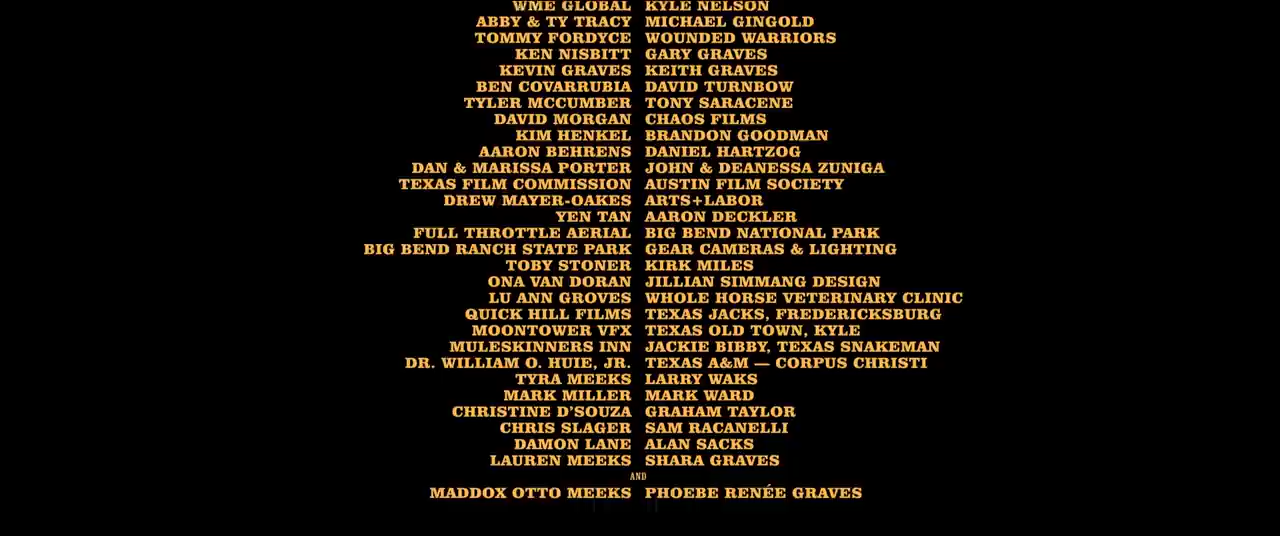 WME GLOBAL KYLE NELSON
ABBY & TY TRACY MICHAEL GINGOLD
TOMMY FORDYCE WOUNDED WARRIORS
KEN NISBITT GARY GRAVES
KEVIN GRAVES KEITH GRAVES
BEN COVARRUBIA DAVID TURNBOW
TYLER MCCUMBER TONY SARACENE
DAVID MORGAN CHAOS FILMS
KIM HENKEL BRANDON GOODMAN
AARON BEHRENS DANIEL HARTZOG
DAN & MARISSA PORTER JOHN & DEANESSA ZUNIGA
TEXAS FILM COMMISSION AUSTIN FILM SOCIETY
DREW MAYER-OAKES ARTS+LABOR
YEN TAN AARON DECKLER
FULL THROTTLE AERIAL BIG BEND NATIONAL PARK
BIG BEND RANCH STATE PARK GEAR CAMERAS & LIGHTING
TOBY STONER KIRK MILES
ONA VAN DORAN JILLIAN SIMMANG DESIGN
LU ANN GROVES WHOLE HORSE VETERINARY CLINIC
QUICK HILL FILMS TEXAS JACKS, FREDERICKSBURG
MOONTOWER VFX TEXAS OLD TOWN, KYLE
MULESKINNERS INN JACKIE BIBBY, TEXAS SNAKEMAN
DR. WILLIAM O. HUIE, JR. TEXAS A&M — CORPUS CHRISTI
TYRA MEEKS LARRY WAKS
MARK MILLER MARK WARD
CHRISTINE D'SOUZA GRAHAM TAYLOR
CHRIS SLAGER SAM RACANELLI
DAMON LANE ALAN SACKS
LAUREN MEEKS SHARA GRAVES
AND
MADDOX OTTO MEEKS PHOEBE RENÉE GRAVES